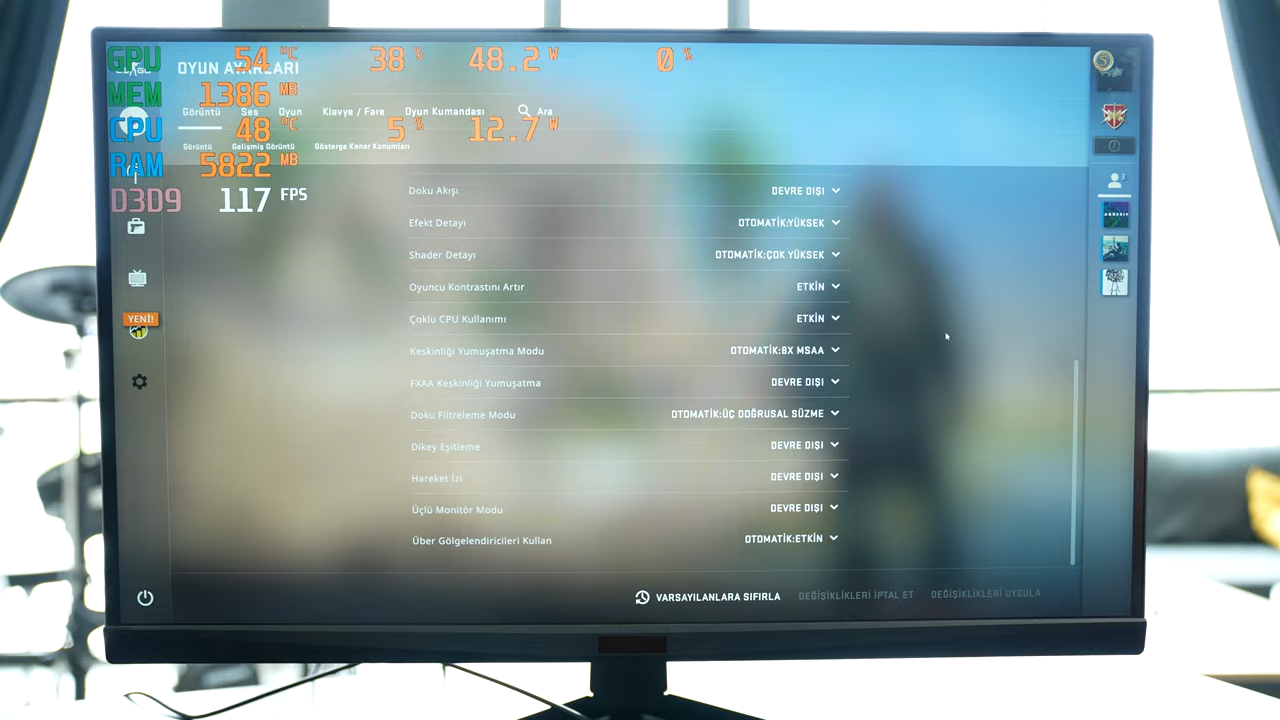 GPU 54 °C 38 % 48.2 W 0 %
OYUN AYARLARI
MEM 1386 MB
Görüntü Ses Oyun Klavye / Fare Oyun Kumandası Ara
CPU 48 °C 5 % 12.7 W
Görüntü Gelişmiş Görüntü Gösterge Kenar Konumları
RAM 5822 MB
D3D9 117 FPS
3
Doku Akışı DEVRE DIŞI
Efekt Detayı OTOMATİK:YÜKSEK
Shader Detayı OTOMATİK:ÇOK YÜKSEK
Oyuncu Kontrastını Artır ETKİN
YENİ!
Çoklu CPU Kullanımı ETKİN
Keskinliği Yumuşatma Modu OTOMATİK:8X MSAA
FXAA Keskinliği Yumuşatma DEVRE DIŞI
Doku Filtreleme Modu OTOMATİK:ÜÇ DOĞRUSAL SÜZME
Dikey Eşitleme DEVRE DIŞI
Hareket İzi DEVRE DIŞI
Üçlü Monitör Modu DEVRE DIŞI
Über Gölgelendiricileri Kullan OTOMATİK:ETKİN
VARSAYILANLARA SIFIRLA DEĞİŞİKLİKLERİ İPTAL ET DEĞİŞİKLİKLERİ UYGULA